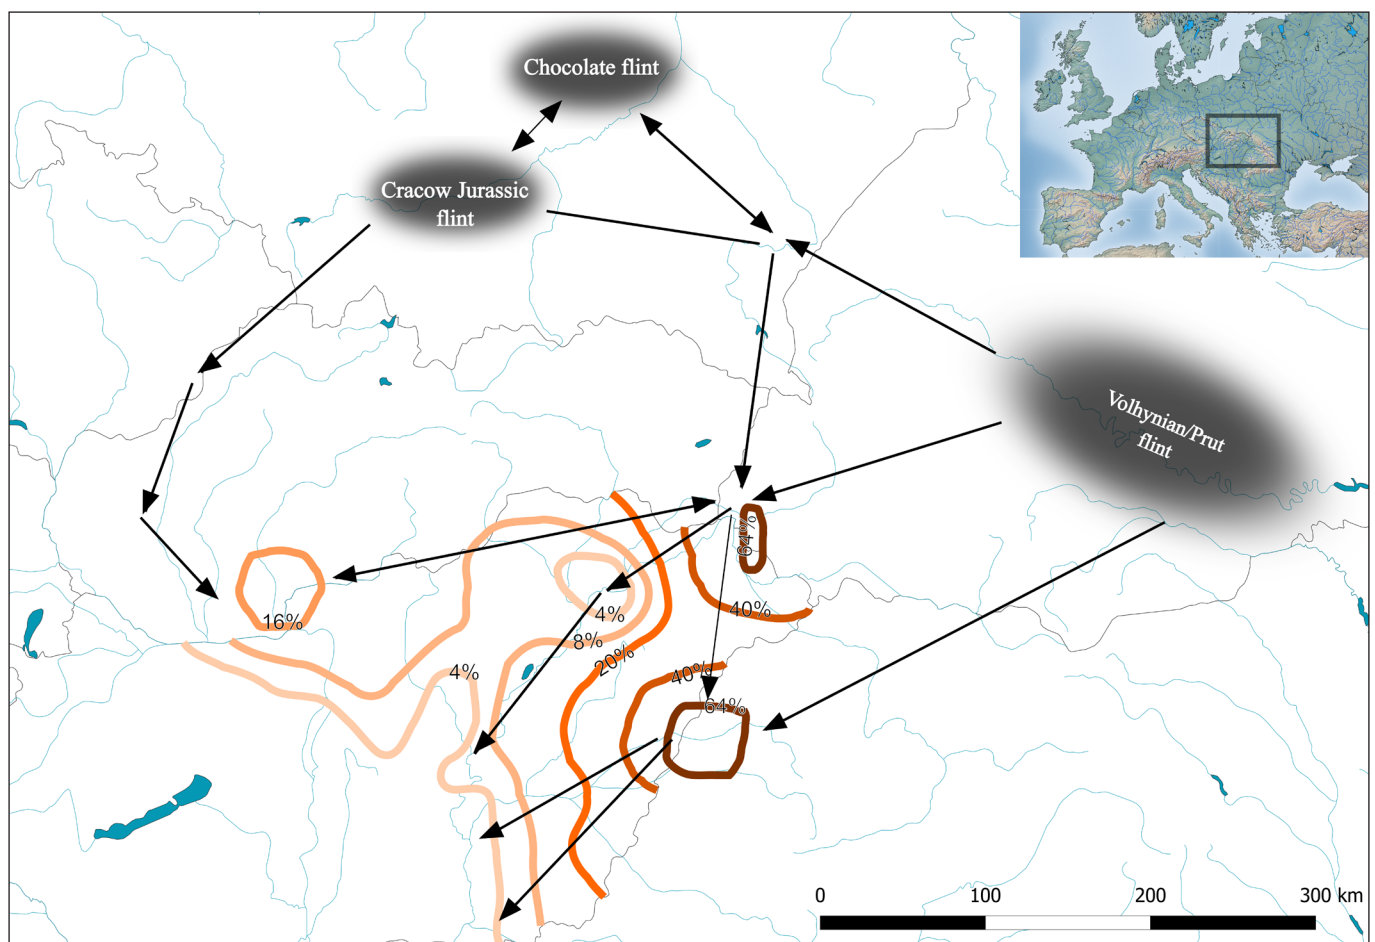 Chocolate flint
Cracow Jurassic
flint
Volhynian/Prut
flint
64%
16%
4%
40%
8%
20%
4%
40%
64%
0
100
200
300 km